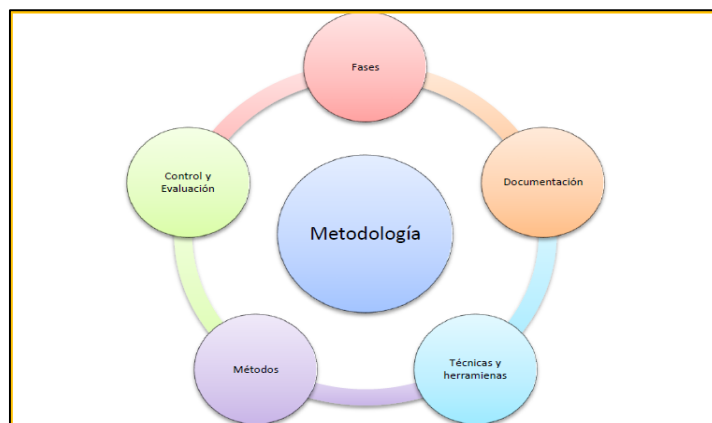 Fases
Control y
Evaluación
Documentación
Metodología
Métodos
Técnicas y
herramienas